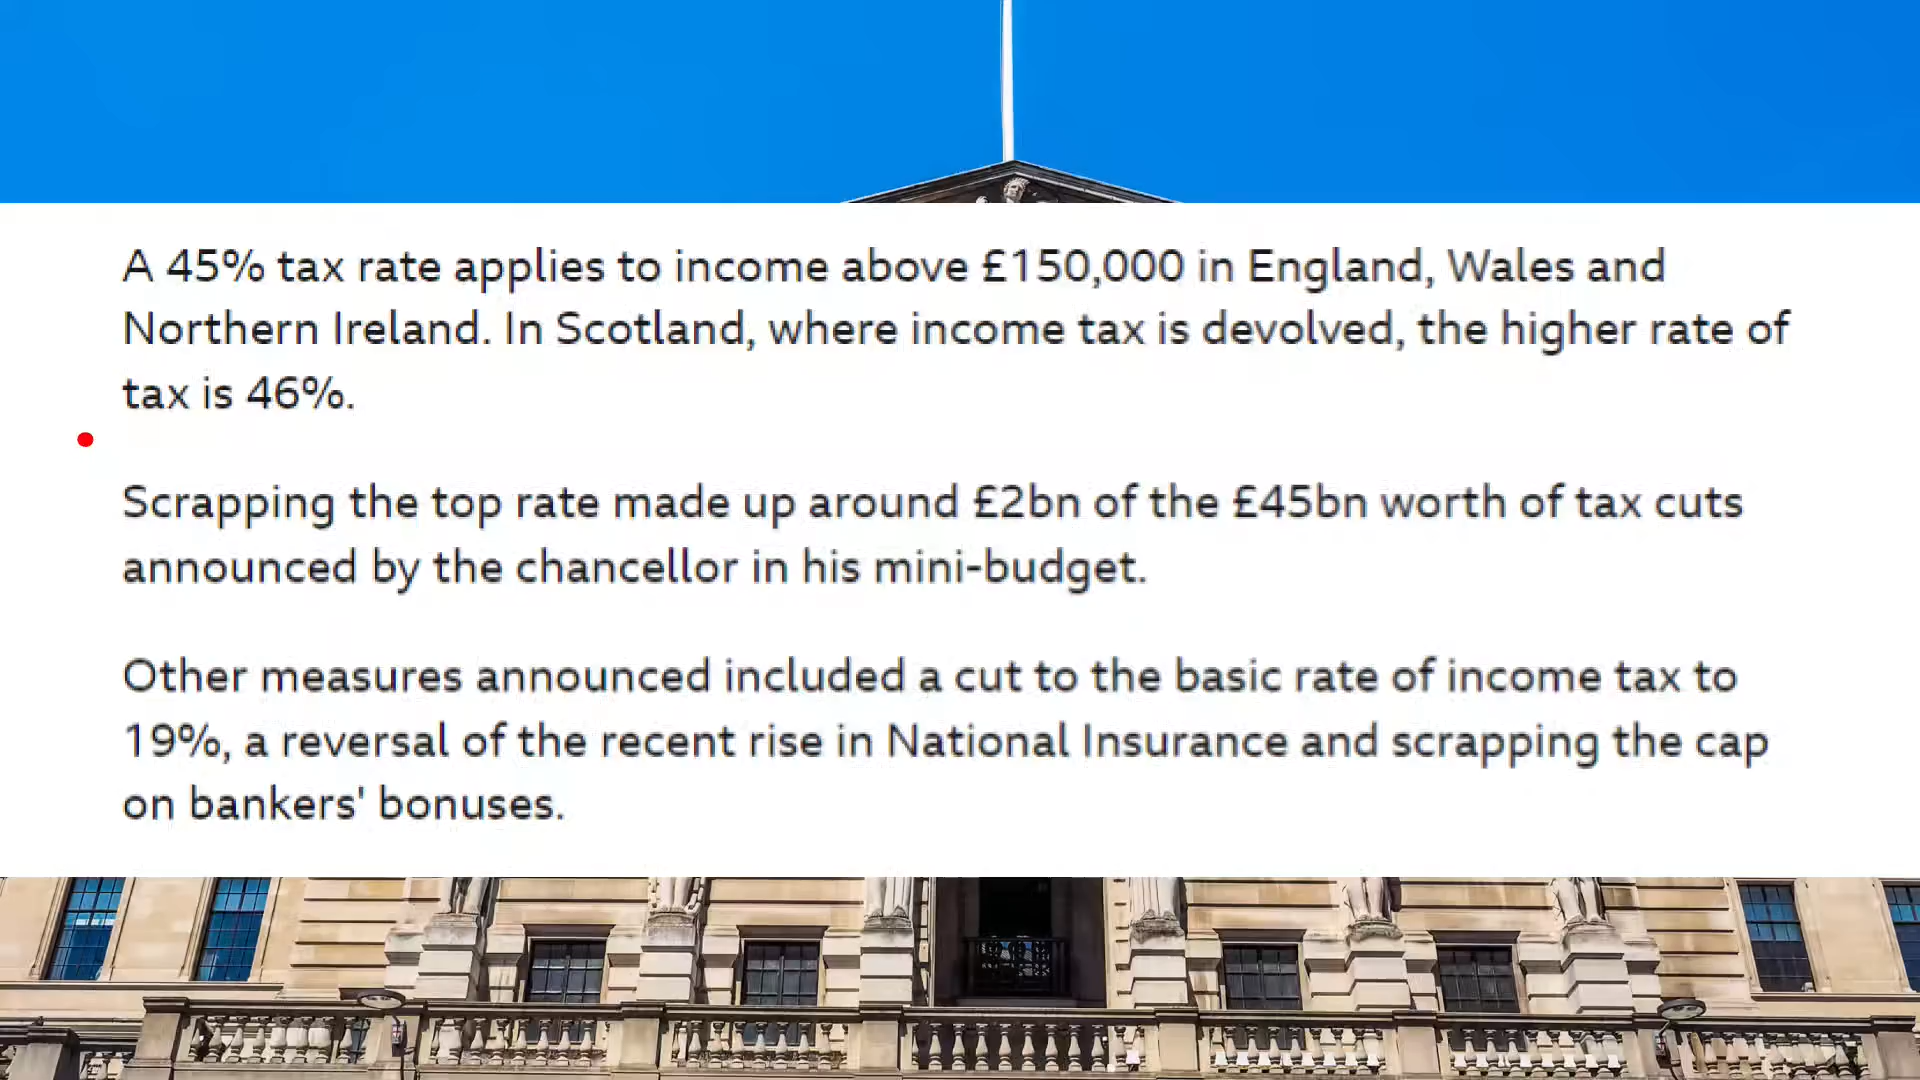 A 45% tax rate applies to income above £150,000 in England, Wales and
Northern Ireland. In Scotland, where income tax is devolved, the higher rate of
tax is 46%.
Scrapping the top rate made up around £2bn of the £45bn worth of tax cuts
announced by the chancellor in his mini-budget.
Other measures announced included a cut to the basic rate of income tax to
19%, a reversal of the recent rise in National Insurance and scrapping the cap
on bankers' bonuses.